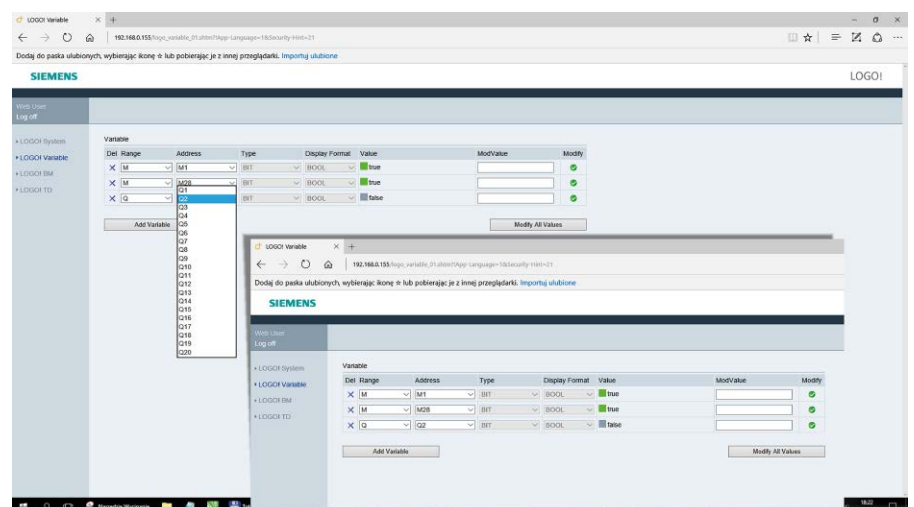 LOGO! Variable
192.168.0.155/logo_variable_01.shtm?!App-Language=1&Security-Hint=21
Dodaj do paska ulubionych, wybierając ikonę ☆ lub pobierając je z innej przeglądarki. Importuj ulubione
SIEMENS LOGO!
Web User
Log off
LOGO! System
LOGO! Variable
LOGO! BM
LOGO! TD
Variable
Del Range Address Type Display Format Value ModValue Modify
M M1 BIT BOOL true
M M28 BIT BOOL true
Q BIT BOOL false
Q1
Q2
Q3
Q4
Q5
Q6
Q7
Q8
Q9
Q10
Q11
Q12
Q13
Q14
Q15
Q16
Q17
Q18
Q19
Q20
Add Variable Modify All Values
LOGO! Variable
192.168.0.155/logo_variable_01.shtm?!App-Language=1&Security-Hint=21
Dodaj do paska ulubionych, wybierając ikonę ☆ lub pobierając je z innej przeglądarki. Importuj ulubione
SIEMENS
Web User
Log off
LOGO! System
LOGO! Variable
LOGO! BM
LOGO! TD
Variable
Del Range Address Type Display Format Value ModValue Modify
M M1 BIT BOOL true
M M28 BIT BOOL true
Q Q2 BIT BOOL false
Add Variable Modify All Values
Narzędzie Wycinanie
18:22